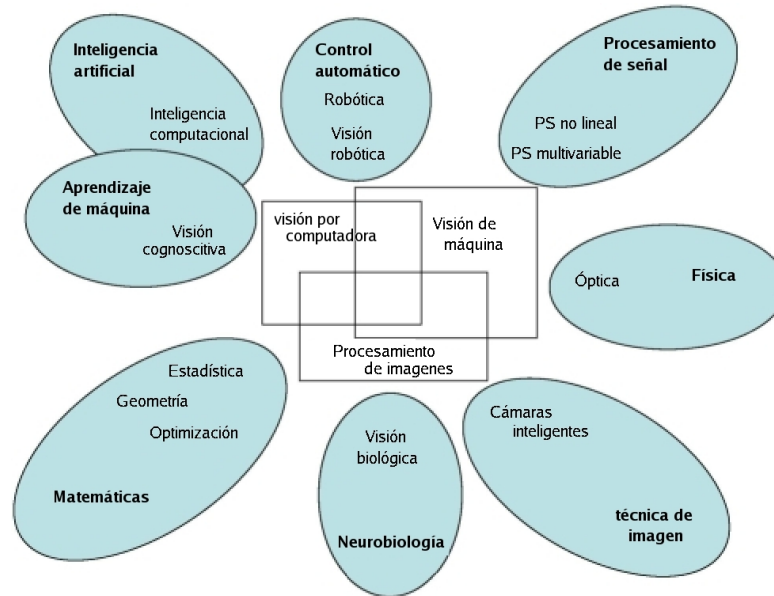 Inteligencia
artificial
Inteligencia
computacional
Control
automático
Robótica
Visión
robótica
Procesamiento
de señal
PS no lineal
PS multivariable
Aprendizaje
de máquina
Visión
cognoscitiva
visión por
computadora
Visión de
máquina
Procesamiento
de imagenes
Óptica
Física
Estadística
Geometría
Optimización
Matemáticas
Visión
biológica
Neurobiología
Cámaras
inteligentes
técnica de
imagen